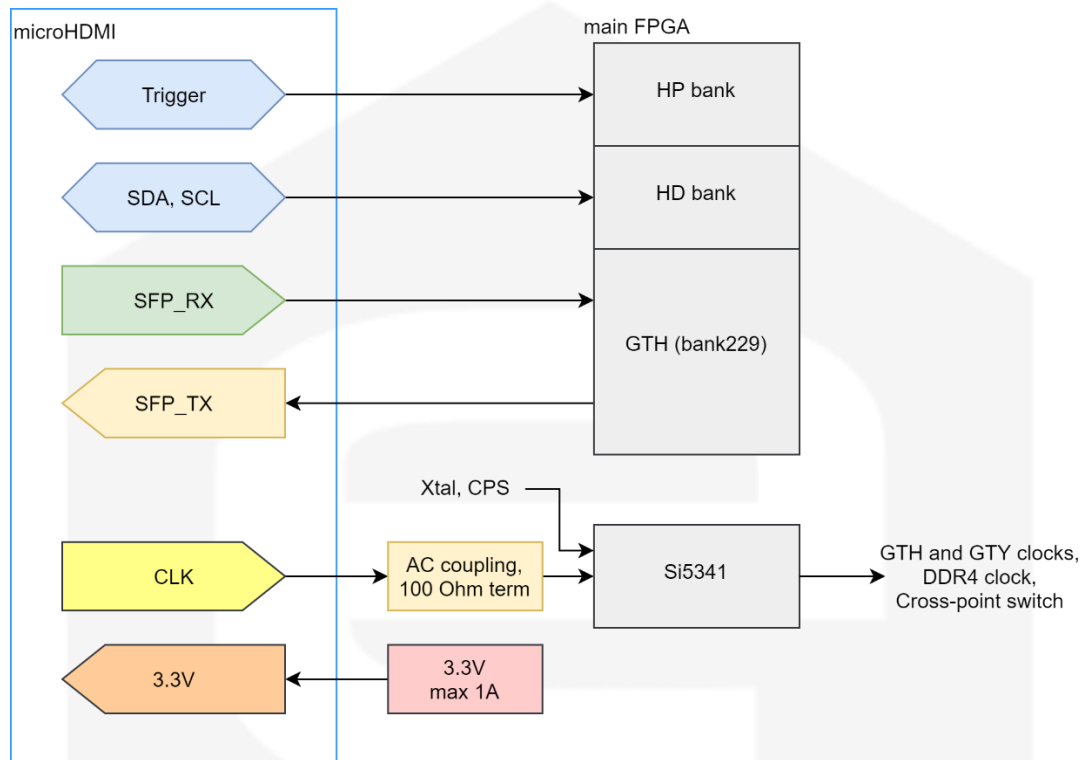 microHDMI
main FPGA
Trigger
HP bank
SDA, SCL
HD bank
SFP_RX
GTH (bank229)
SFP_TX
Xtal, CPS
CLK
AC coupling,
100 Ohm term
Si5341
GTH and GTY clocks,
DDR4 clock,
Cross-point switch
3.3V
3.3V
max 1A